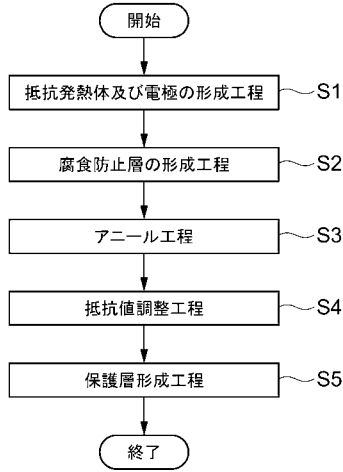 開始
抵抗発熱体及び電極の形成工程 S1
腐食防止層の形成工程 S2
アニール工程 S3
抵抗値調整工程 S4
保護層形成工程 S5
終了